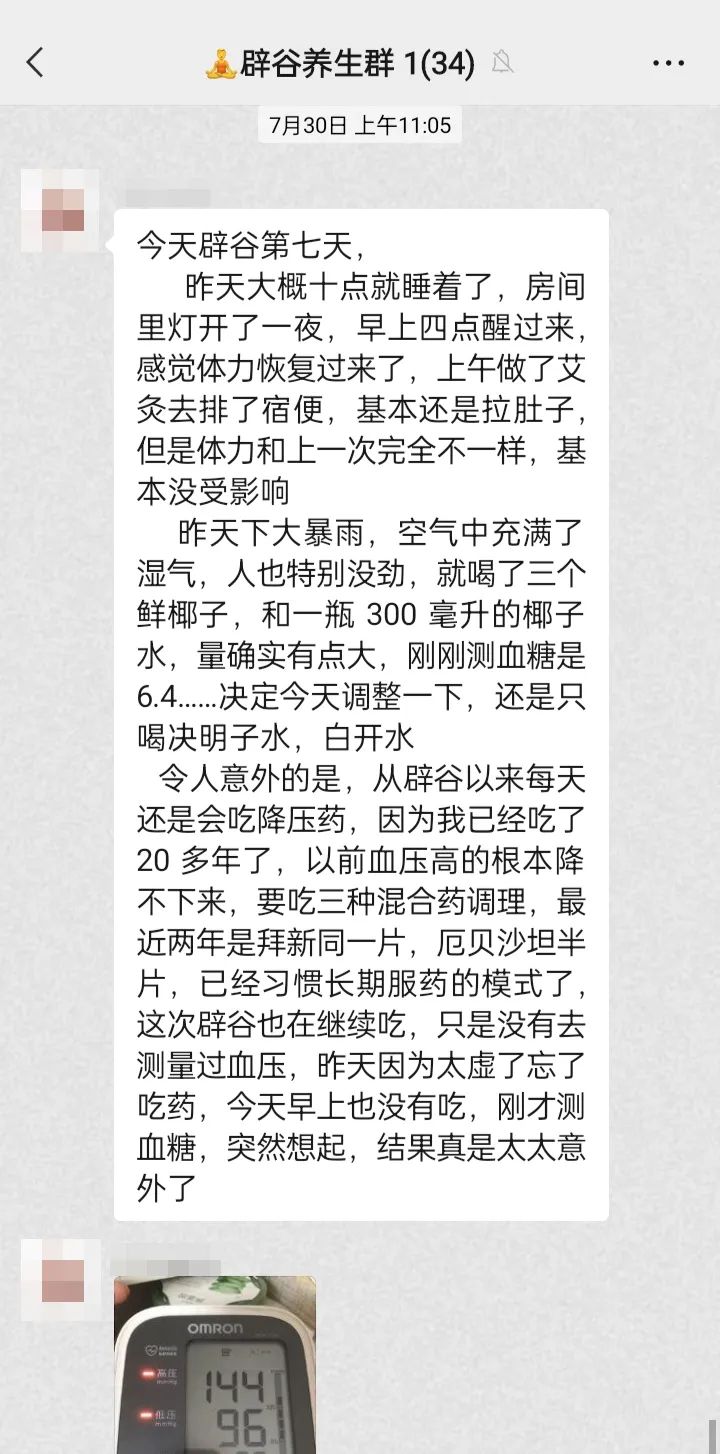 辟谷养生群 1(34)
7月30日 上午11:05
今天辟谷第七天，
昨天大概十点就睡着了，房间
里灯开了一夜，早上四点醒过来，
感觉体力恢复过来了，上午做了艾
灸去排了宿便，基本还是拉肚子，
但是体力和上一次完全不一样，基
本没受影响
昨天下大暴雨，空气中充满了
湿气，人也特别没劲，就喝了三个
鲜椰子，和一瓶 300 毫升的椰子
水，量确实有点大，刚刚测血糖是
6.4......决定今天调整一下，还是只
喝决明子水，白开水
令人意外的是，从辟谷以来每天
还是会吃降压药，因为我已经吃了
20 多年了，以前血压高的根本降
不下来，要吃三种混合药调理，最
近两年是拜新同一片，厄贝沙坦半
片，已经习惯长期服药的模式了，
这次辟谷也在继续吃，只是没有去
测量过血压，昨天因为太虚了忘了
吃药，今天早上也没有吃，刚才测
血糖，突然想起，结果真是太太意
外了
OMRON
高压
mmHg
144
低压
mmHg
96